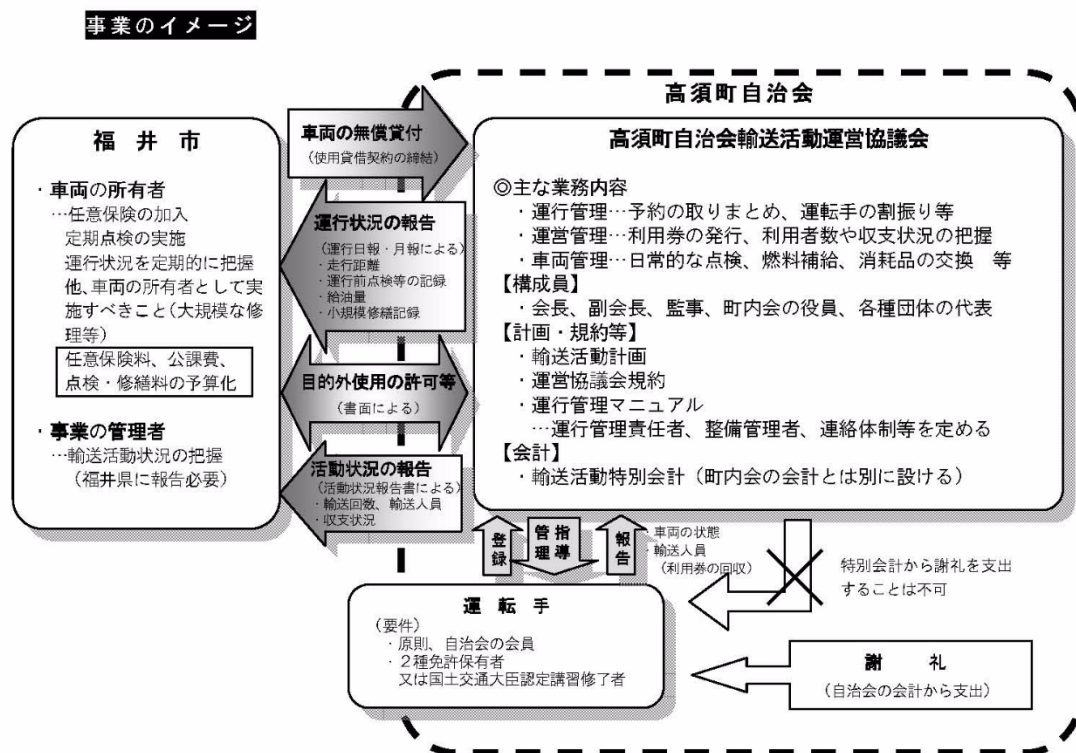 事業のイメージ
高須町自治会
福井市
・車両の所有者
…任意保険の加入
定期点検の実施
運行状況を定期的に把握
他、車両の所有者として実
施すべきこと(大規模な修
理等)
任意保険料、公課費、
点検・修繕料の予算化
・事業の管理者
…輸送活動状況の把握
(福井県に報告必要)
車両の無償貸付
(使用貸借契約の締結)
運行状況の報告
(運行日報・月報による)
・走行距離
・運行前点検等の記録
・給油量
・小規模修繕記録
目的外使用の許可等
(書面による)
活動状況の報告
(活動状況報告書による)
・輸送回数、輸送人員
・収支状況
高須町自治会輸送活動運営協議会
◎主な業務内容
・運行管理…予約の取りまとめ、運転手の割振り等
・運営管理…利用券の発行、利用者数や収支状況の把握
・車両管理…日常的な点検、燃料補給、消耗品の交換 等
【構成員】
・会長、副会長、監事、町内会の役員、各種団体の代表
【計画・規約等】
・輸送活動計画
・運営協議会規約
・運行管理マニュアル
…運行管理責任者、整備管理者、連絡体制等を定める
【会計】
・輸送活動特別会計(町内会の会計とは別に設ける)
登録
指導
管理
報告
・車両の状態
・輸送人員
(利用券の回収)
特別会計から謝礼を支出
することは不可
運転手
(要件)
・原則、自治会の会員
・2種免許保有者
又は国土交通大臣認定講習修了者
謝礼
(自治会の会計から支出)